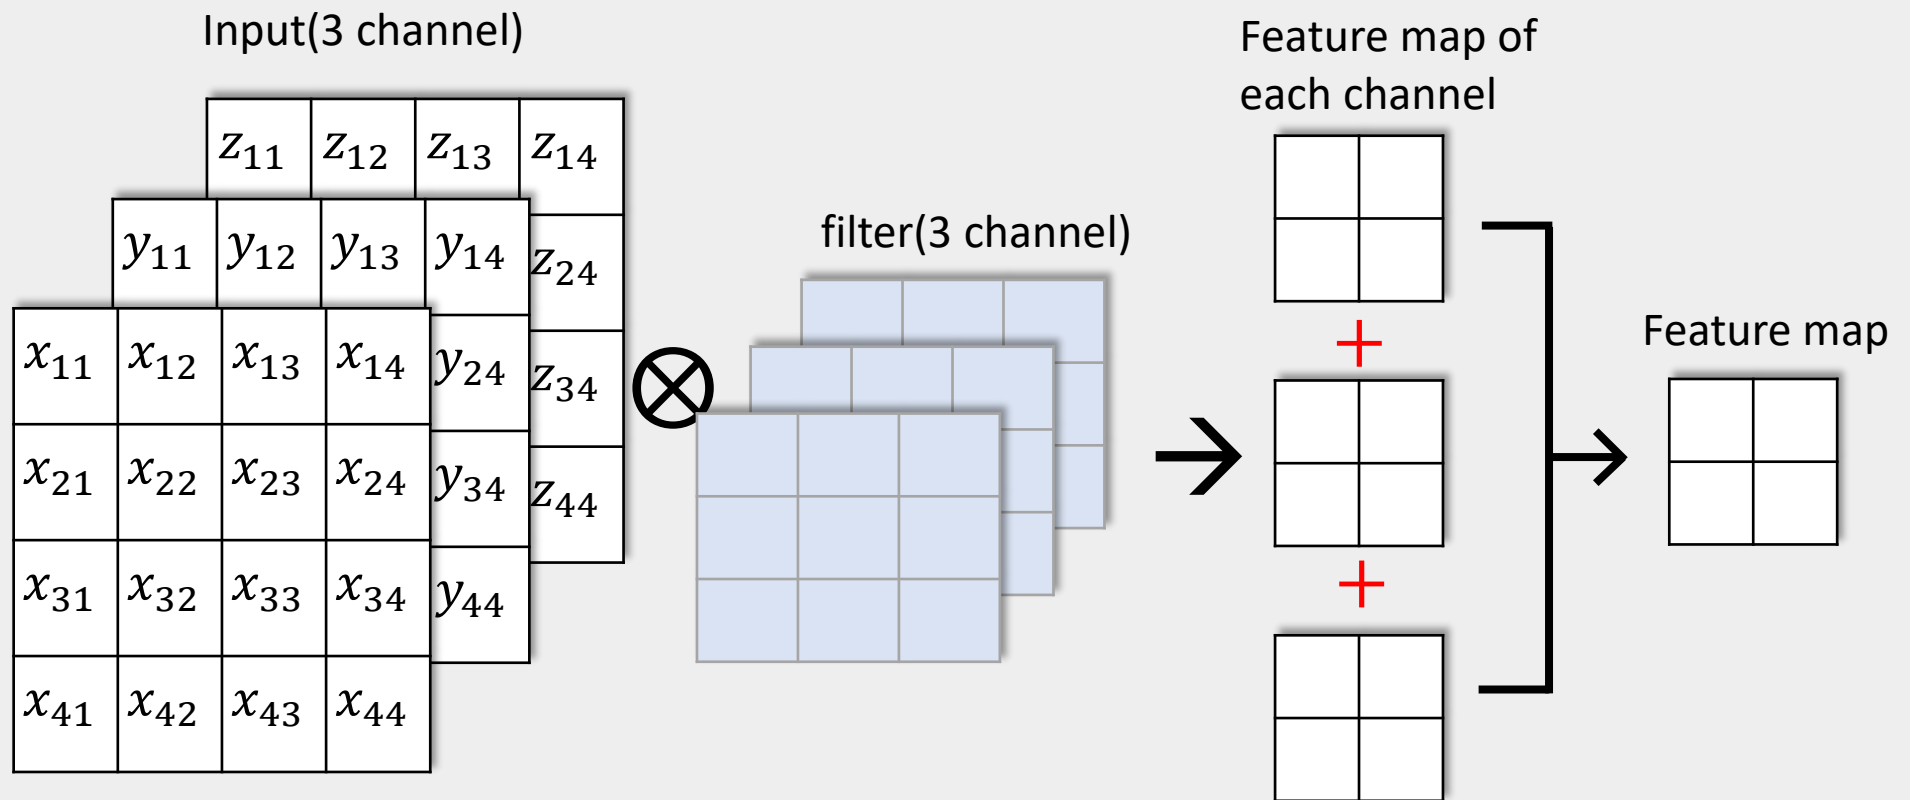 Input(3 channel)
Feature map of
each channel
z11 z12 z13 z14
filter(3 channel)
y11 y12 y13 y14 z24
Feature map
x11 x12 x13 x14 y24 z34
x21 x22 x23 x24 y34 z44
x31 x32 x33 x34 y44
x41 x42 x43 x44
+
+